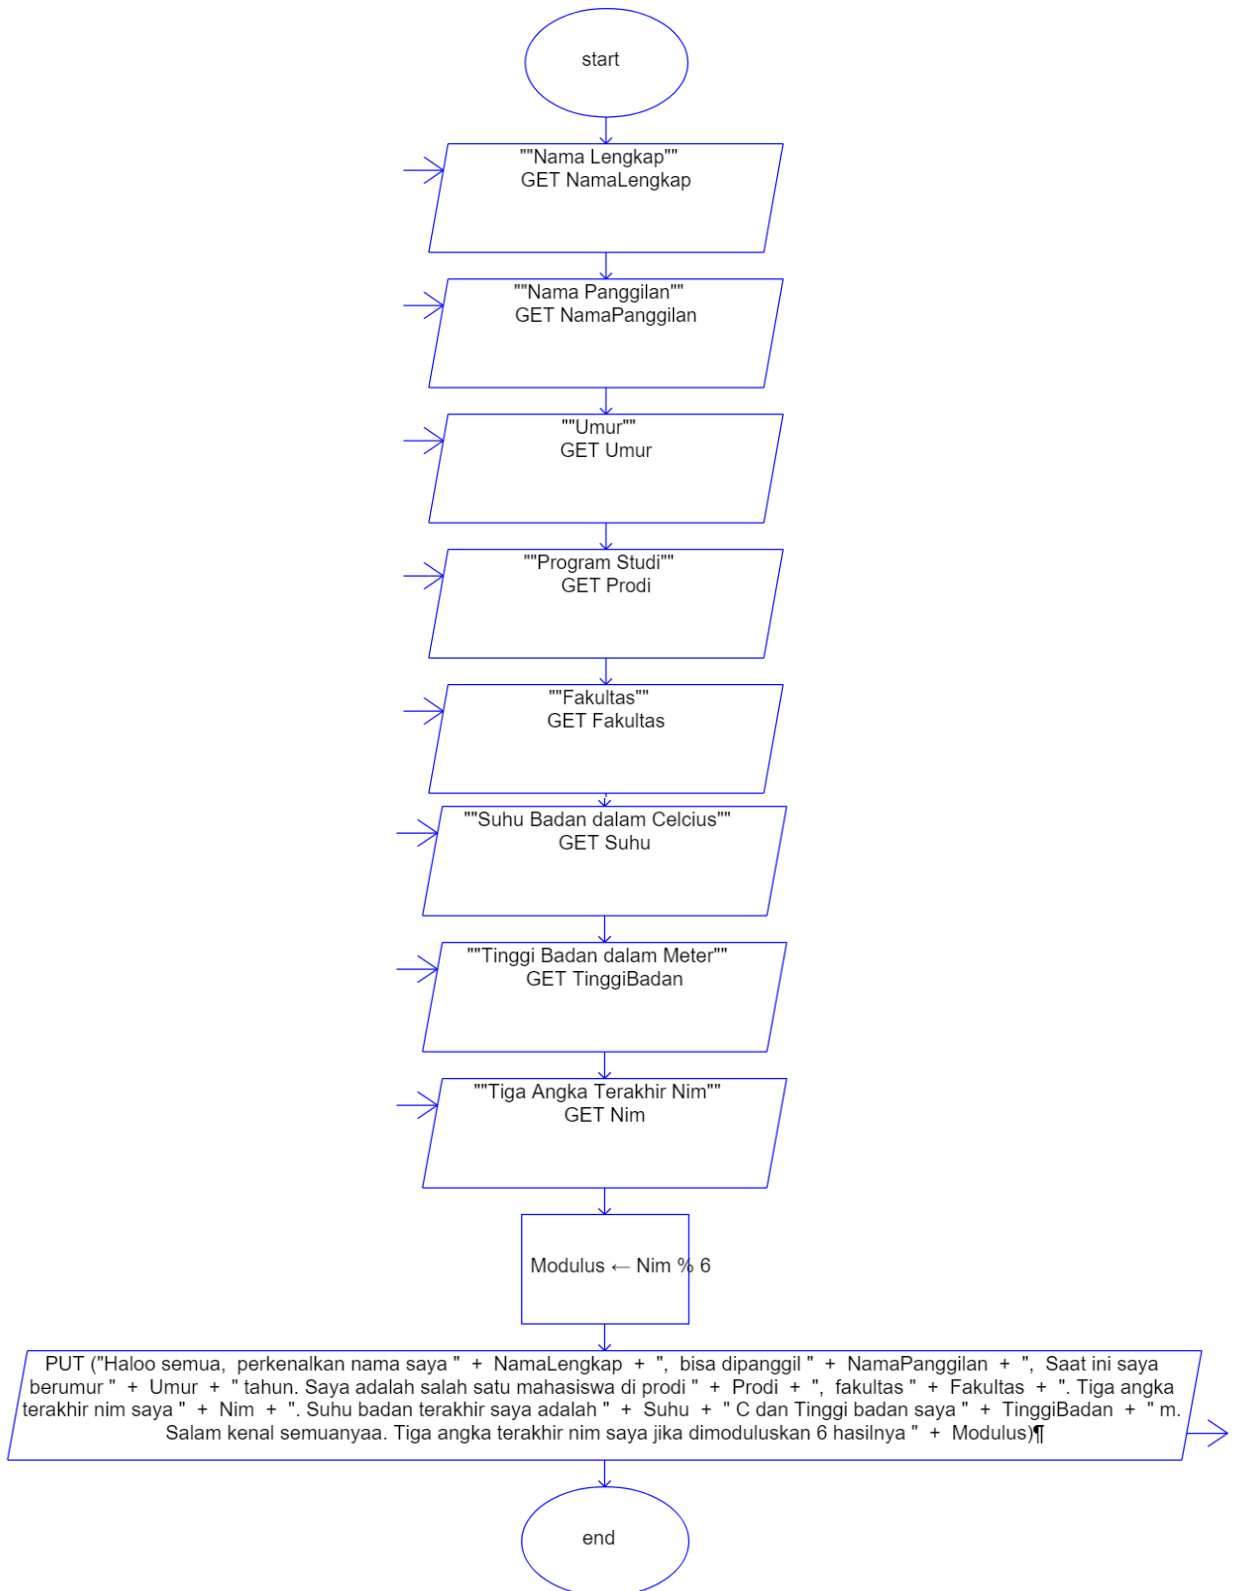 start
""Nama Lengkap""
GET NamaLengkap
""Nama Panggilan""
GET NamaPanggilan
""Umur""
GET Umur
""Program Studi""
GET Prodi
""Fakultas""
GET Fakultas
""Suhu Badan dalam Celcius""
GET Suhu
""Tinggi Badan dalam Meter""
GET TinggiBadan
""Tiga Angka Terakhir Nim""
GET Nim
Modulus ← Nim % 6
PUT ("Haloo semua, perkenalkan nama saya " + NamaLengkap + ", bisa dipanggil " + NamaPanggilan + ", Saat ini saya
berumur " + Umur + " tahun. Saya adalah salah satu mahasiswa di prodi " + Prodi + ", fakultas " + Fakultas + ". Tiga angka
terakhir nim saya " + Nim + ". Suhu badan terakhir saya adalah " + Suhu + " C dan Tinggi badan saya " + TinggiBadan + " m.
Salam kenal semuanyaa. Tiga angka terakhir nim saya jika dimoduluskan 6 hasilnya " + Modulus)¶
end